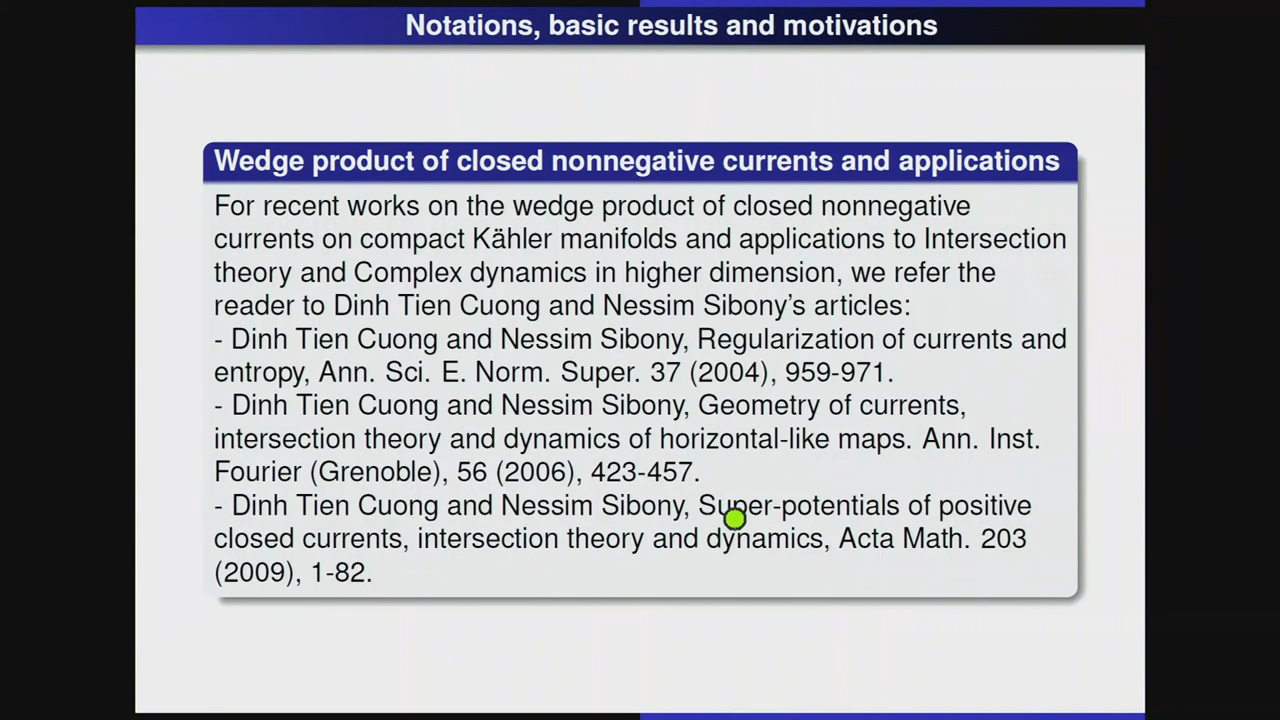 Notations, basic results and motivations
Wedge product of closed nonnegative currents and applications
For recent works on the wedge product of closed nonnegative
currents on compact Kähler manifolds and applications to Intersection
theory and Complex dynamics in higher dimension, we refer the
reader to Dinh Tien Cuong and Nessim Sibony's articles:
- Dinh Tien Cuong and Nessim Sibony, Regularization of currents and
entropy, Ann. Sci. E. Norm. Super. 37 (2004), 959-971.
- Dinh Tien Cuong and Nessim Sibony, Geometry of currents,
intersection theory and dynamics of horizontal-like maps. Ann. Inst.
Fourier (Grenoble), 56 (2006), 423-457.
- Dinh Tien Cuong and Nessim Sibony, Super-potentials of positive
closed currents, intersection theory and dynamics, Acta Math. 203
(2009), 1-82.